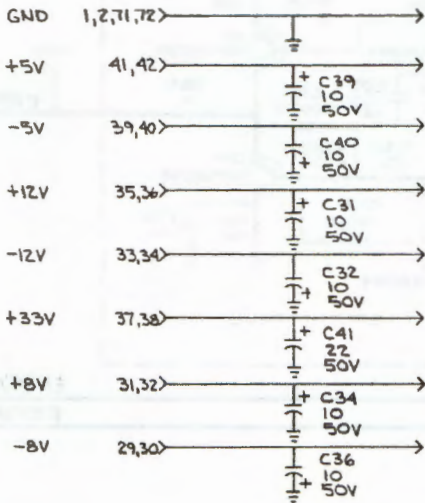 GND 1,2,71,72
+5V 41,42
+ C39
10
50V
-5V 39,40
C40
10
+ 50V
+12V 35,36
+ C31
10
50V
-12V 33,34
C32
10
+ 50V
+33V 37,38
+ C41
22
50V
+8V 31,32
+ C34
10
50V
-8V 29,30
C36
10
+ 50V